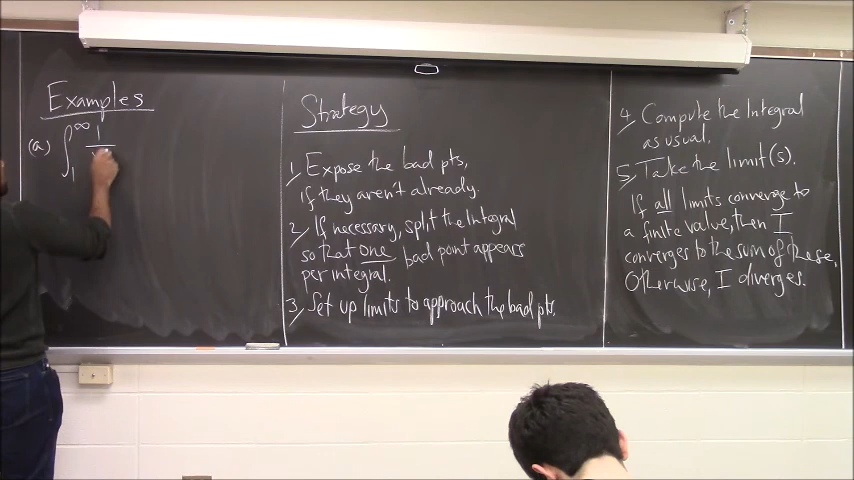 Examples
(a) ∫₁^∞ 1/
Strategy
1, Expose the bad pts,
if they aren't already.
2, If necessary, split the Integral
so that one bad point appears
per integral.
3, Set up limits to approach the bad pts.
4, Compute the Integral
as usual.
5, Take the limit(s).
If all limits converge to
a finite value, then I
converges to the sum of these,
Otherwise, I diverges.